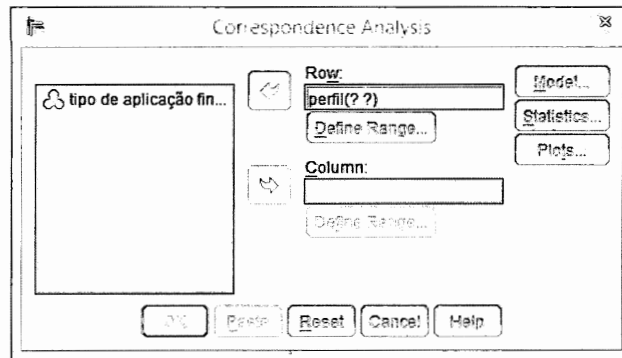 Correspondence Analysis
Row:
perfil(? ?)
Define Range...
tipo de aplicação fin...
Column:
Define Range...
Model...
Statistics...
Plots...
OK
Paste
Reset
Cancel
Help